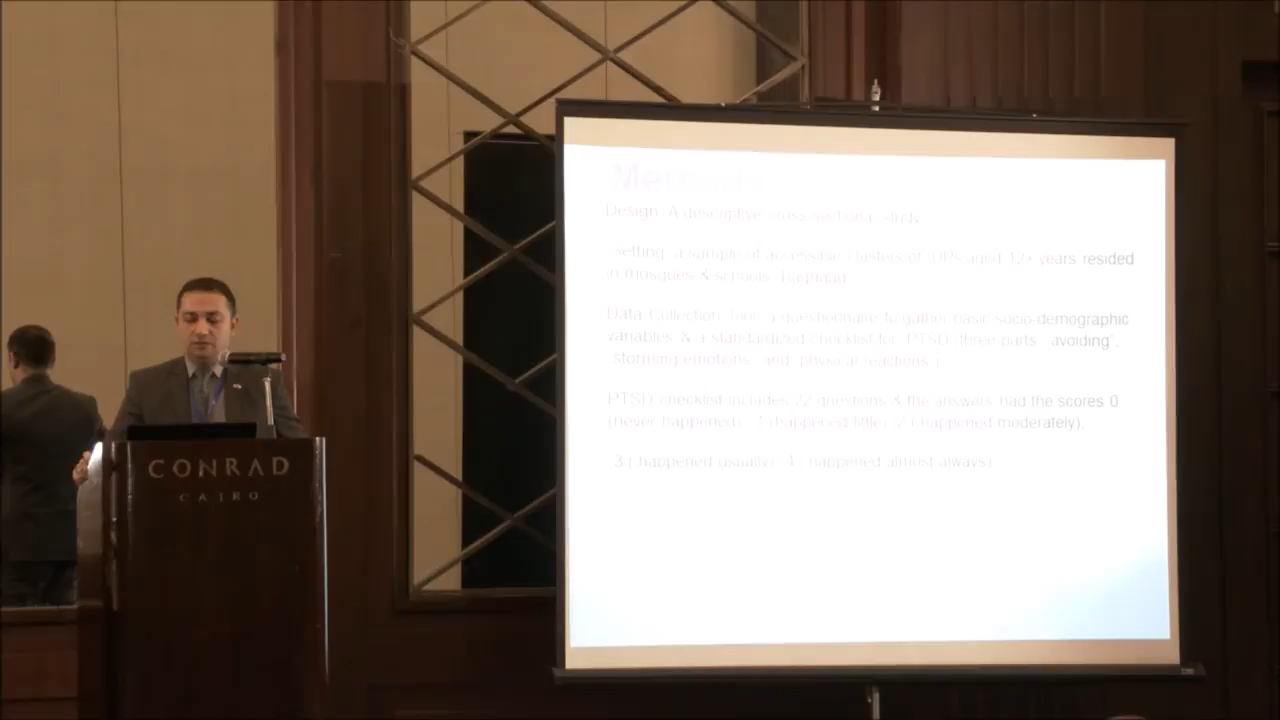 CONRAD
CAIRO
Methods
Design: A descriptive cross sectional study
Setting: a sample of accessible clusters of IDPs aged 12+ years resided
in mosques & schools, Baghdad
Data Collection Tool: a questionnaire to gather basic socio-demographic
variables & a standardized checklist for PTSD (three parts "avoiding",
"storming emotions" and "physical reactions")
PTSD checklist includes 22 questions & the answers had the scores 0
(never happened), 1 (happened little), 2 ( happened moderately),
3 ( happened usually), 4 ( happened almost always)